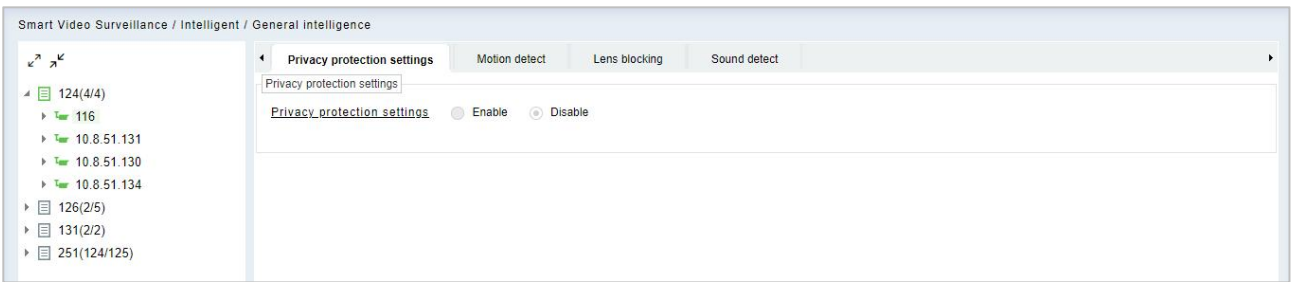 Smart Video Surveillance / Intelligent / General intelligence
Privacy protection settings Motion detect Lens blocking Sound detect
Privacy protection settings
Privacy protection settings Enable Disable
124(4/4)
116
10.8.51.131
10.8.51.130
10.8.51.134
126(2/5)
131(2/2)
251(124/125)